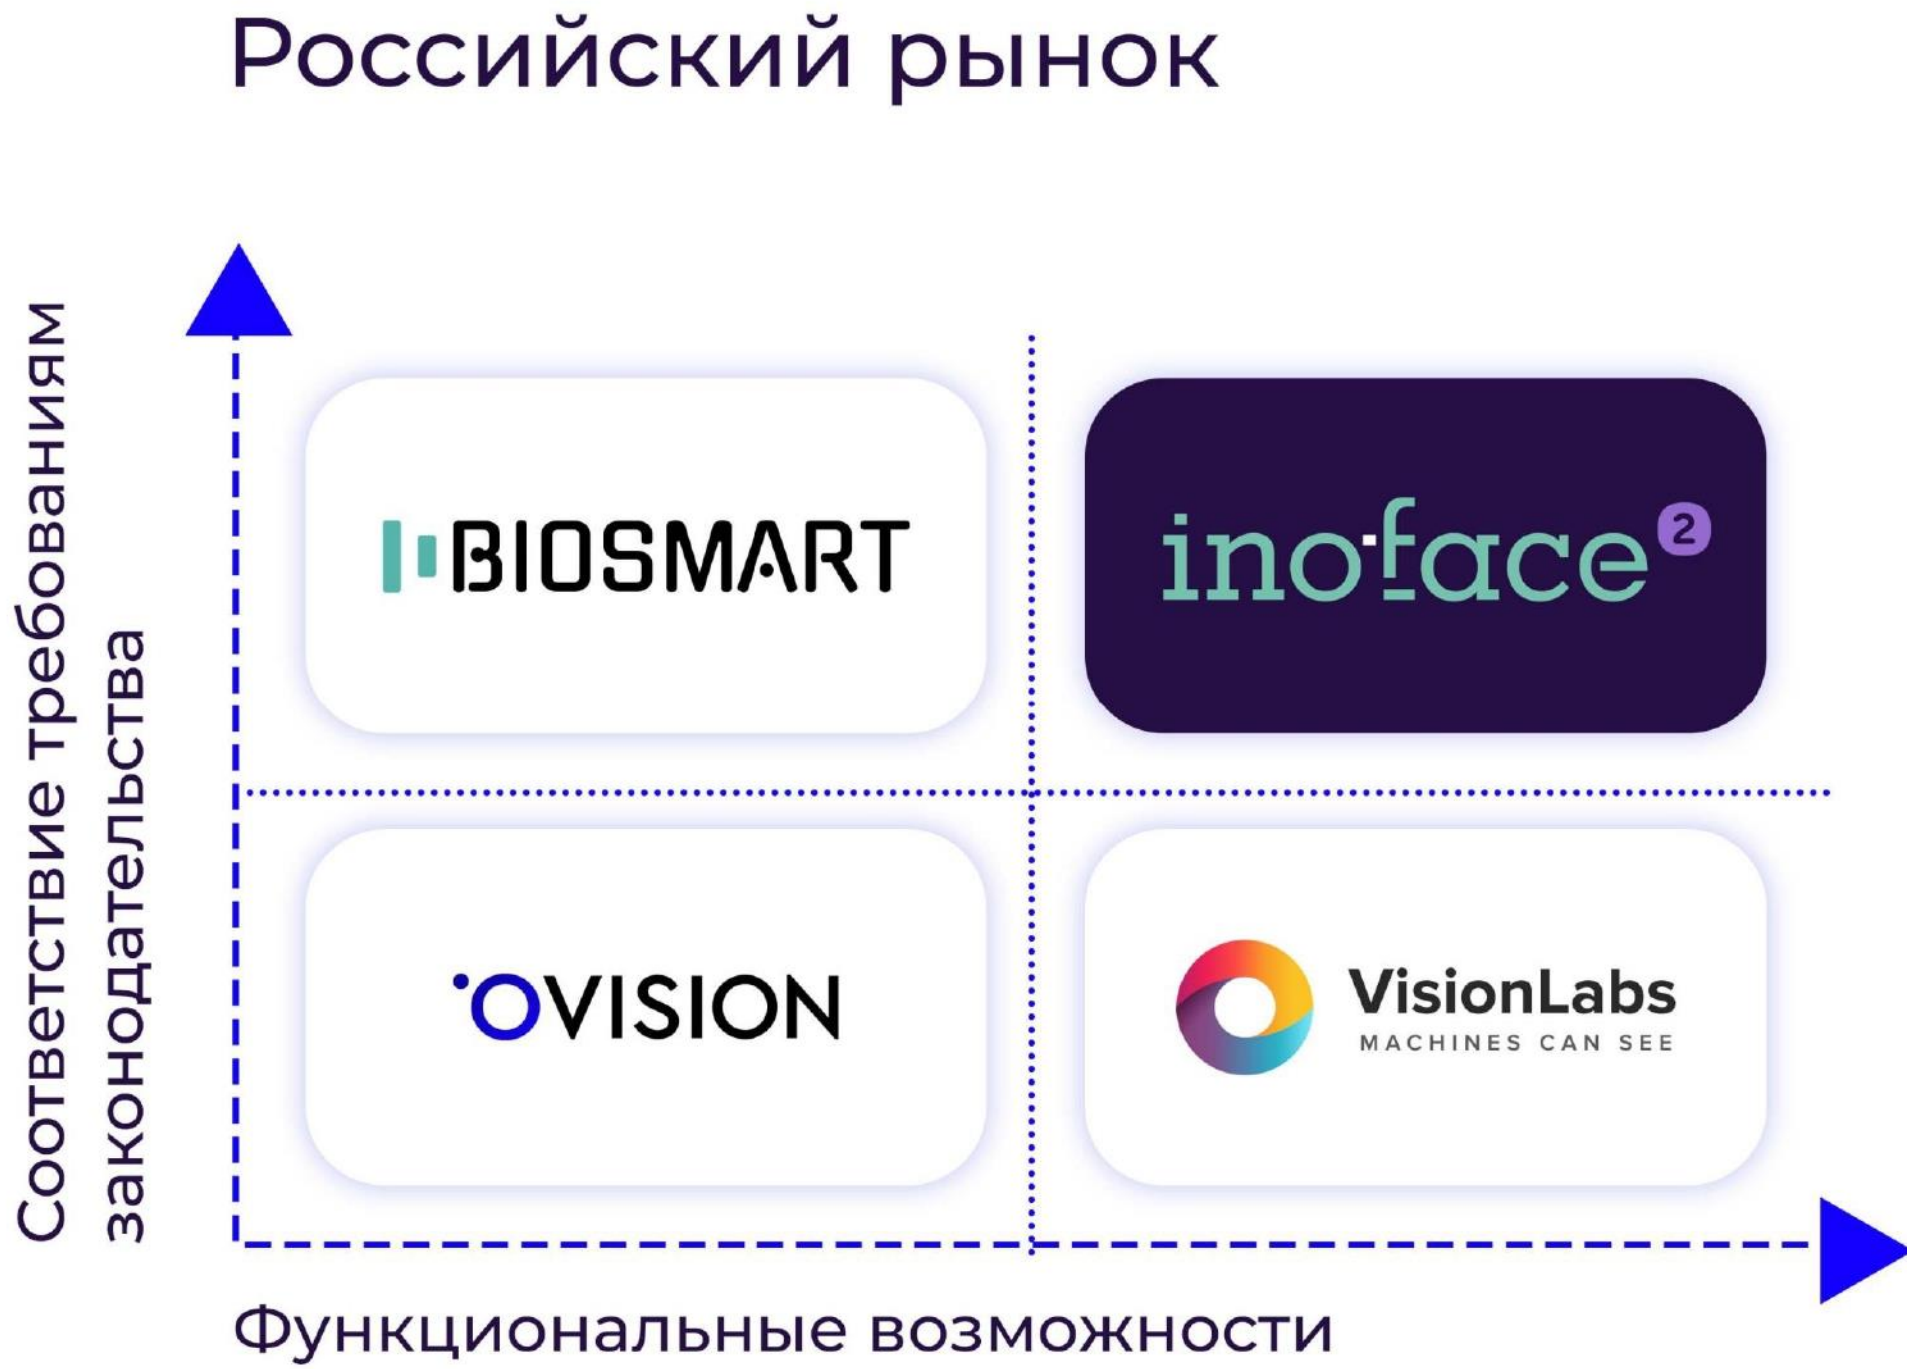 Российский рынок
Соответствие требованиям
законодательства
BIOSMART
inoface 2
OVISION
VisionLabs
MACHINES CAN SEE
Функциональные возможности